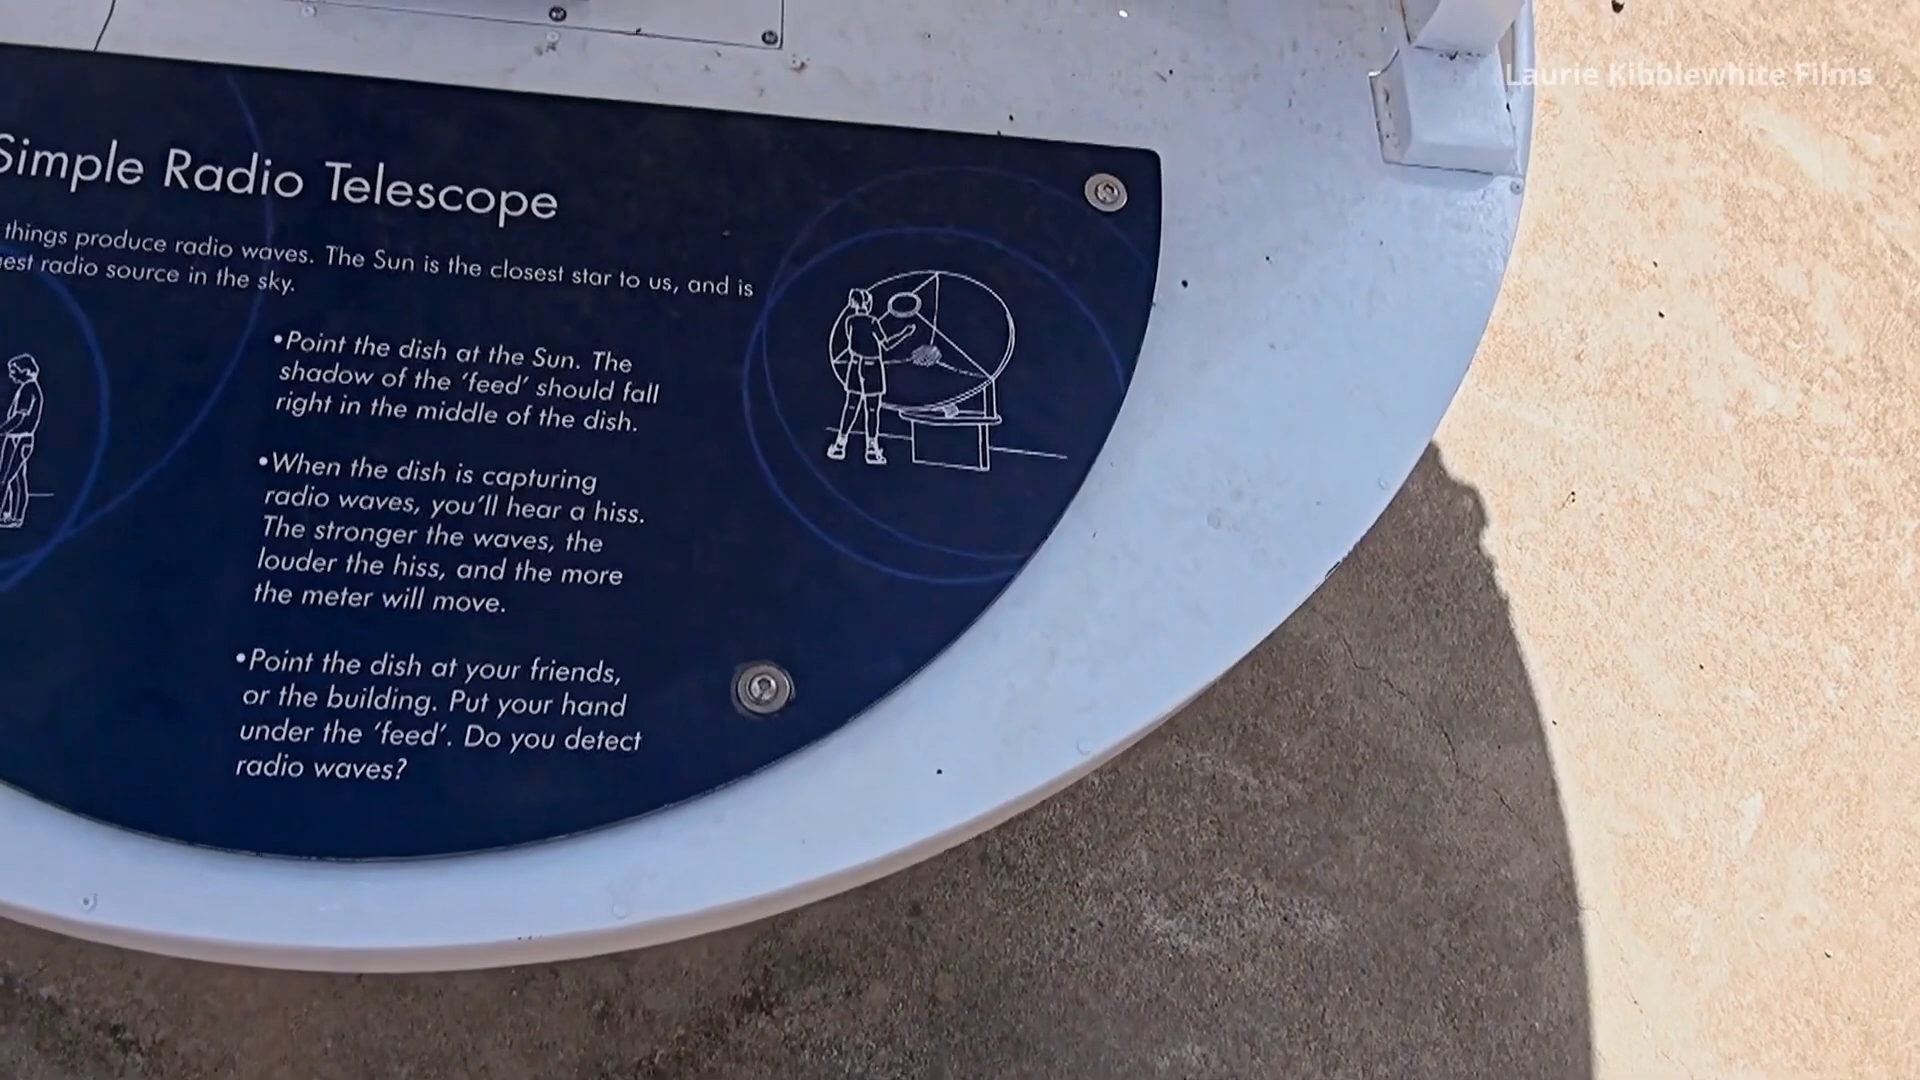 Laurie Kibblewhite Films
Simple Radio Telescope
things produce radio waves. The Sun is the closest star to us, and is
radio source in the sky.
•Point the dish at the Sun. The
shadow of the ‘feed’ should fall
right in the middle of the dish.
•When the dish is capturing
radio waves, you’ll hear a hiss.
The stronger the waves, the
louder the hiss, and the more
the meter will move.
•Point the dish at your friends,
or the building. Put your hand
under the ‘feed’. Do you detect
radio waves?